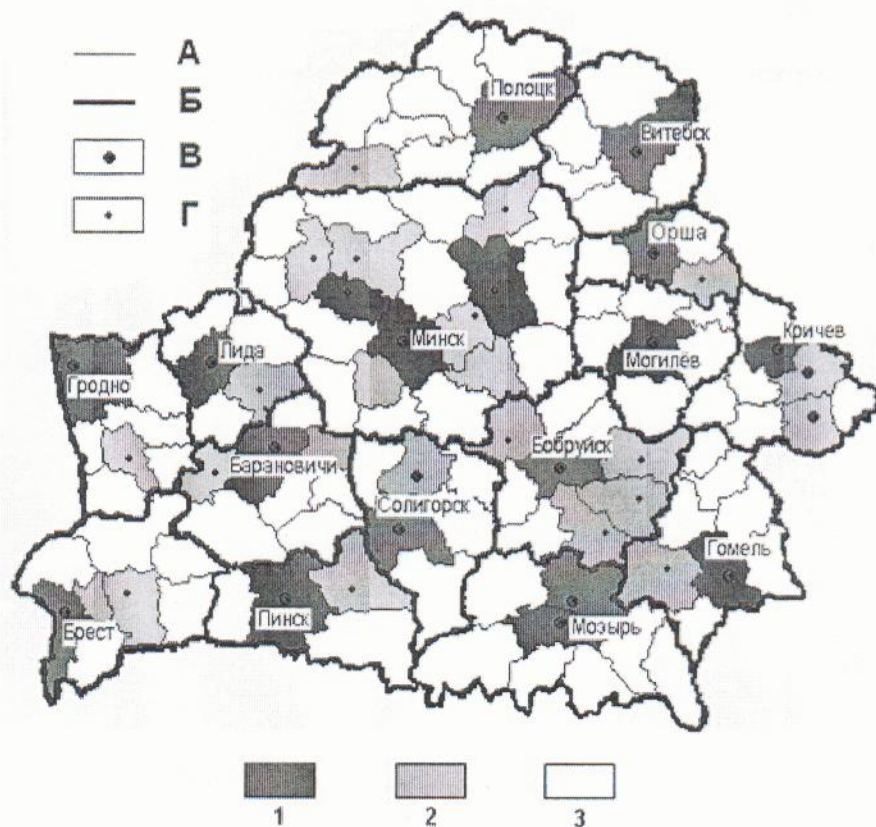 А
Б
В
Г
Полоцк
Витебск
Орша
Минск
Лида
Гродно
Могилёв
Кричев
Барановичи
Бобруйск
Солигорск
Гомель
Брест
Пинск
Мозырь
1 2 3